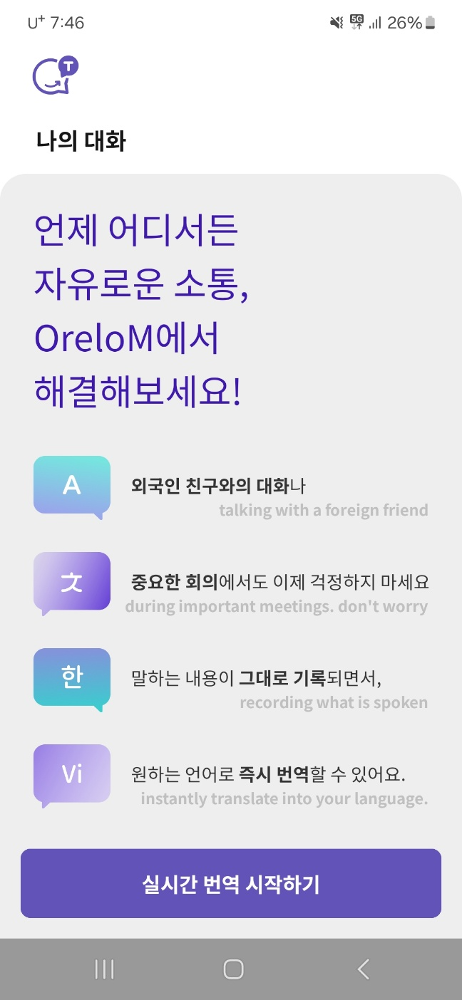 U+ 7:46
5G
26%
T
나의 대화
언제 어디서든
자유로운 소통,
OreloM에서
해결해보세요!
A
외국인 친구와의 대화나
talking with a foreign friend
文
중요한 회의에서도 이제 걱정하지 마세요
during important meetings. don't worry
한
말하는 내용이 그대로 기록되면서,
recording what is spoken
Vi
원하는 언어로 즉시 번역할 수 있어요.
instantly translate into your language.
실시간 번역 시작하기